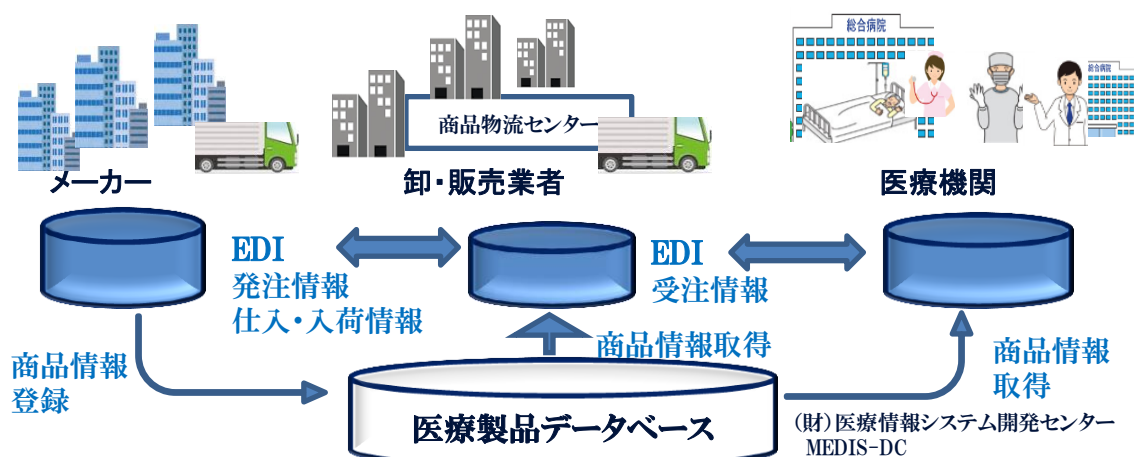 総合病院
総合病院
商品物流センター
メーカー
卸・販売業者
医療機関
EDI
発注情報
仕入・入荷情報
EDI
受注情報
商品情報
登録
商品情報取得
商品情報
取得
医療製品データベース
(財)医療情報システム開発センター
MEDIS-DC